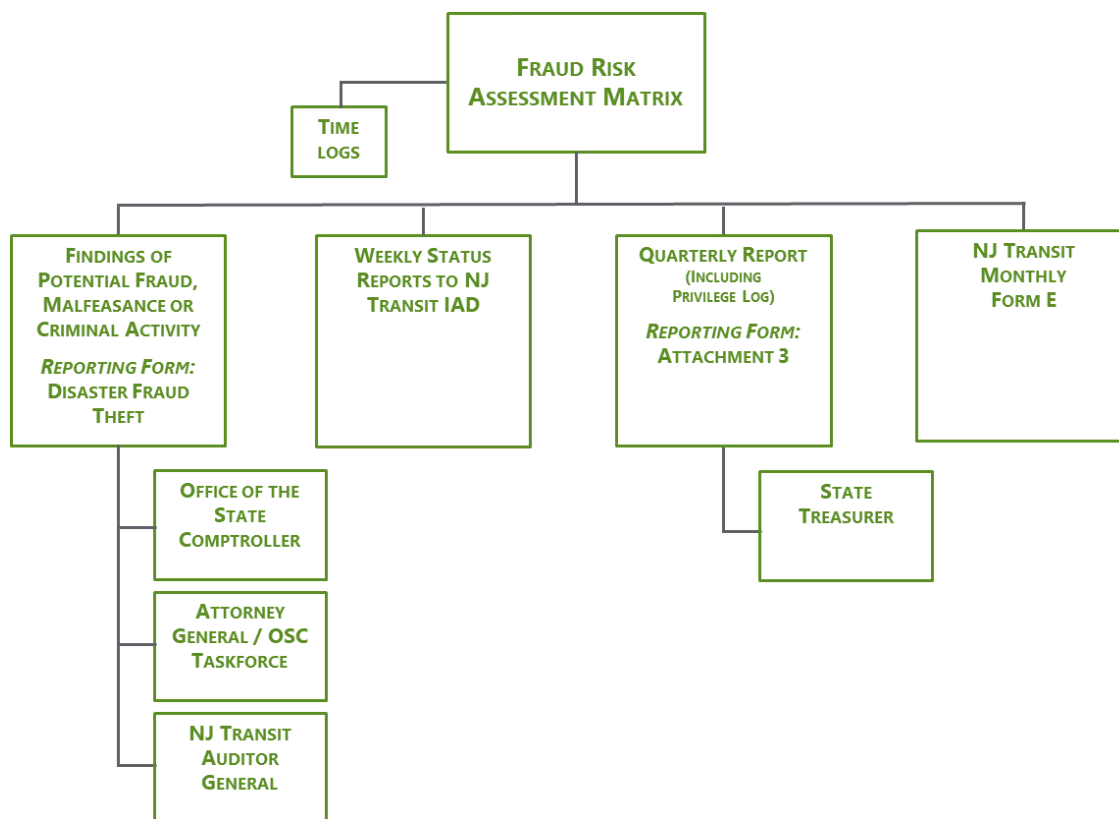 Fraud Risk
Assessment Matrix
Time
logs
Findings of
Potential Fraud,
Malfeasance or
Criminal Activity
Reporting Form:
Disaster Fraud
Theft
Weekly Status
Reports to NJ
Transit IAD
Quarterly Report
(Including
Privilege Log)
Reporting Form:
Attachment 3
NJ Transit
Monthly
Form E
Office of the
State
Comptroller
State
Treasurer
Attorney
General / OSC
Taskforce
NJ Transit
Auditor
General